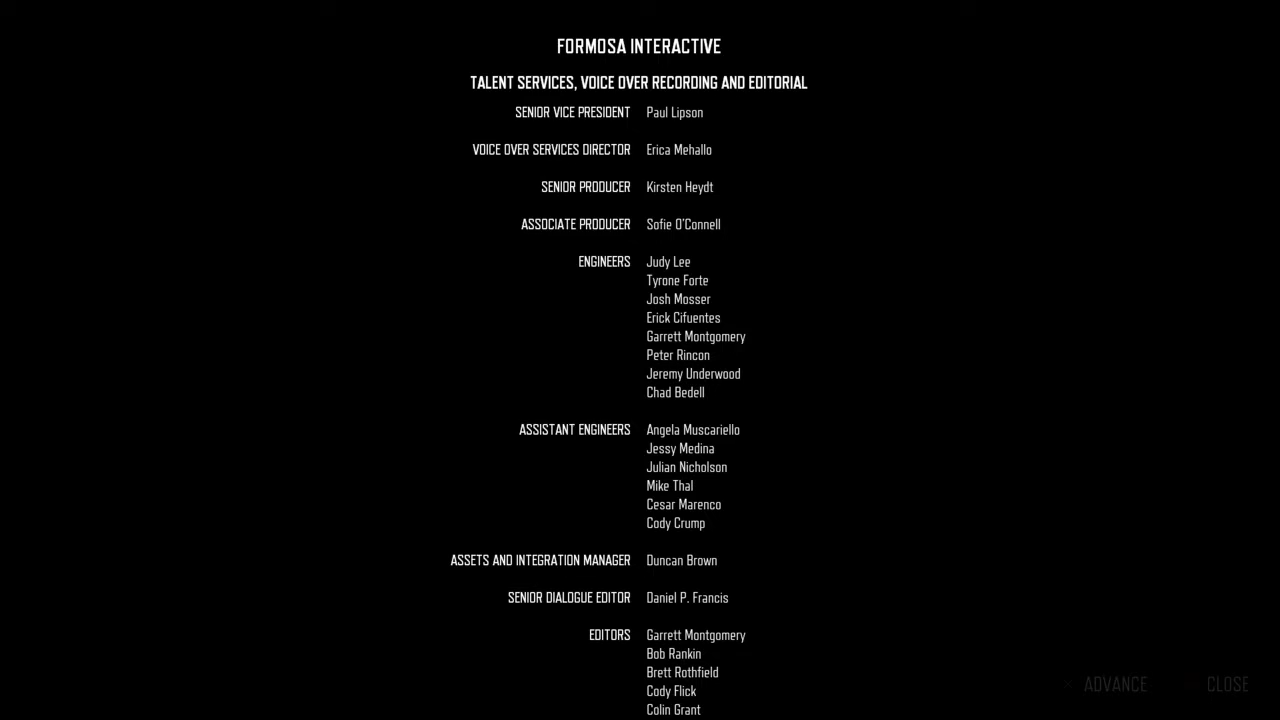 FORMOSA INTERACTIVE
TALENT SERVICES, VOICE OVER RECORDING AND EDITORIAL
SENIOR VICE PRESIDENT Paul Lipson
VOICE OVER SERVICES DIRECTOR Erica Mehallo
SENIOR PRODUCER Kirsten Heydt
ASSOCIATE PRODUCER Sofie O'Connell
ENGINEERS Judy Lee
Tyrone Forte
Josh Mosser
Erick Cifuentes
Garrett Montgomery
Peter Rincon
Jeremy Underwood
Chad Bedell
ASSISTANT ENGINEERS Angela Muscariello
Jessy Medina
Julian Nicholson
Mike Thal
Cesar Marenco
Cody Crump
ASSETS AND INTEGRATION MANAGER Duncan Brown
SENIOR DIALOGUE EDITOR Daniel P. Francis
EDITORS Garrett Montgomery
Bob Rankin
Brett Rothfield
Cody Flick
Colin Grant
ADVANCE CLOSE